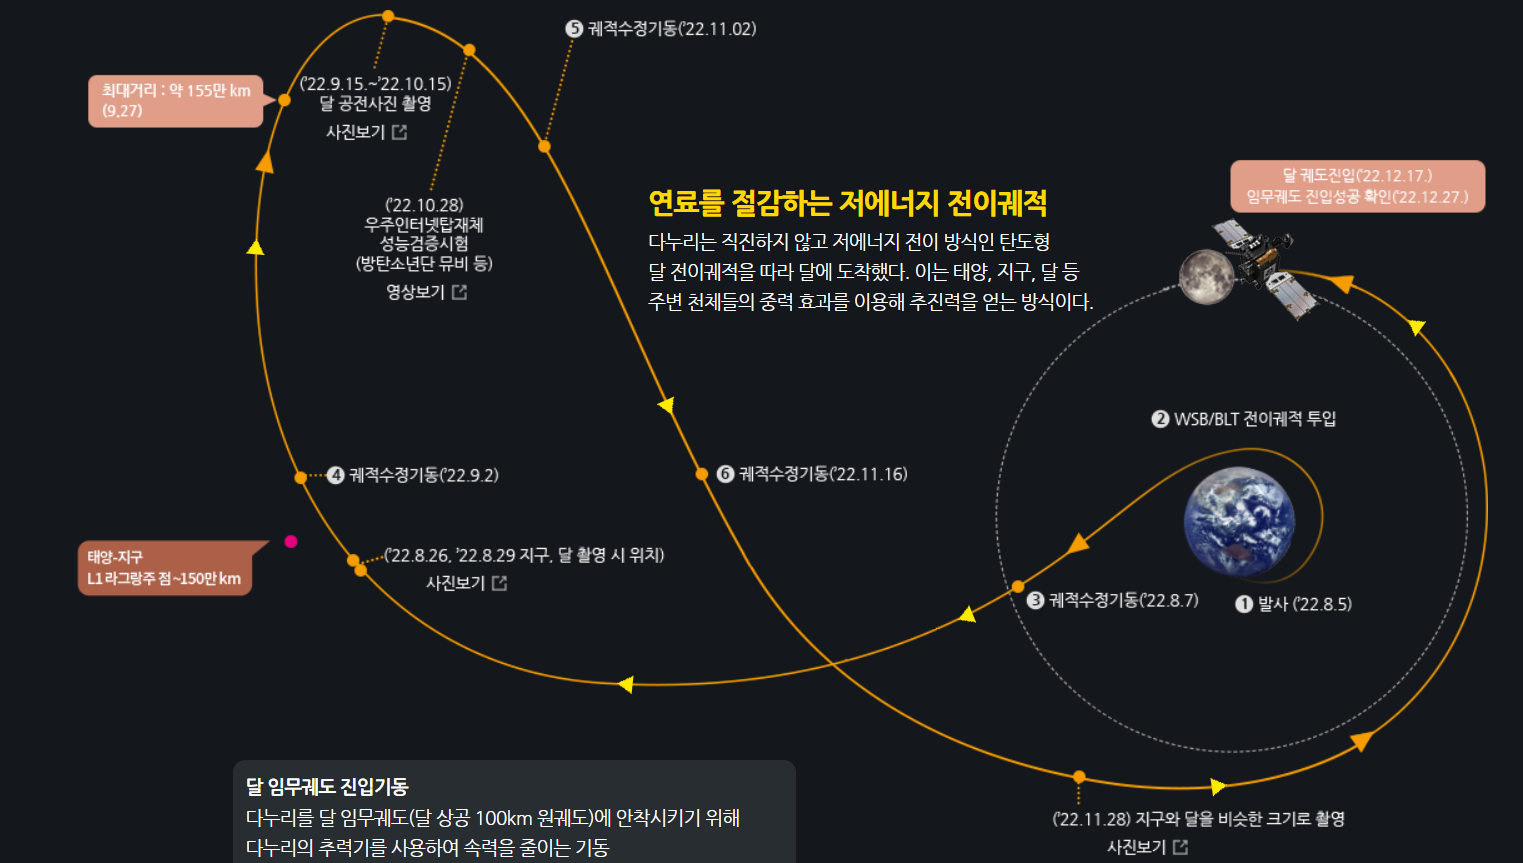 ❺ 궤적수정기동('22.11.02)
최대거리 : 약 155만 km
(9.27)
('22.9.15.~'22.10.15)
달 공전사진 촬영
사진보기
('22.10.28)
우주인터넷탑재체
성능검증시험
(방탄소년단 뮤비 등)
영상보기
연료를 절감하는 저에너지 전이궤적
다누리는 직진하지 않고 저에너지 전이 방식인 탄도형
달 전이궤적을 따라 달에 도착했다. 이는 태양, 지구, 달 등
주변 천체들의 중력 효과를 이용해 추진력을 얻는 방식이다.
달 궤도진입('22.12.17.)
임무궤도 진입성공 확인('22.12.27.)
❷ WSB/BLT 전이궤적 투입
❹ 궤적수정기동('22.9.2)
❻ 궤적수정기동('22.11.16)
태양-지구
L1 라그랑주 점 ~150만 km
('22.8.26, '22.8.29 지구, 달 촬영 시 위치)
사진보기
❸ 궤적수정기동('22.8.7)
❶ 발사 ('22.8.5)
달 임무궤도 진입기동
다누리를 달 임무궤도(달 상공 100km 원궤도)에 안착시키기 위해
다누리의 추력기를 사용하여 속력을 줄이는 기동
('22.11.28) 지구와 달을 비슷한 크기로 촬영
사진보기